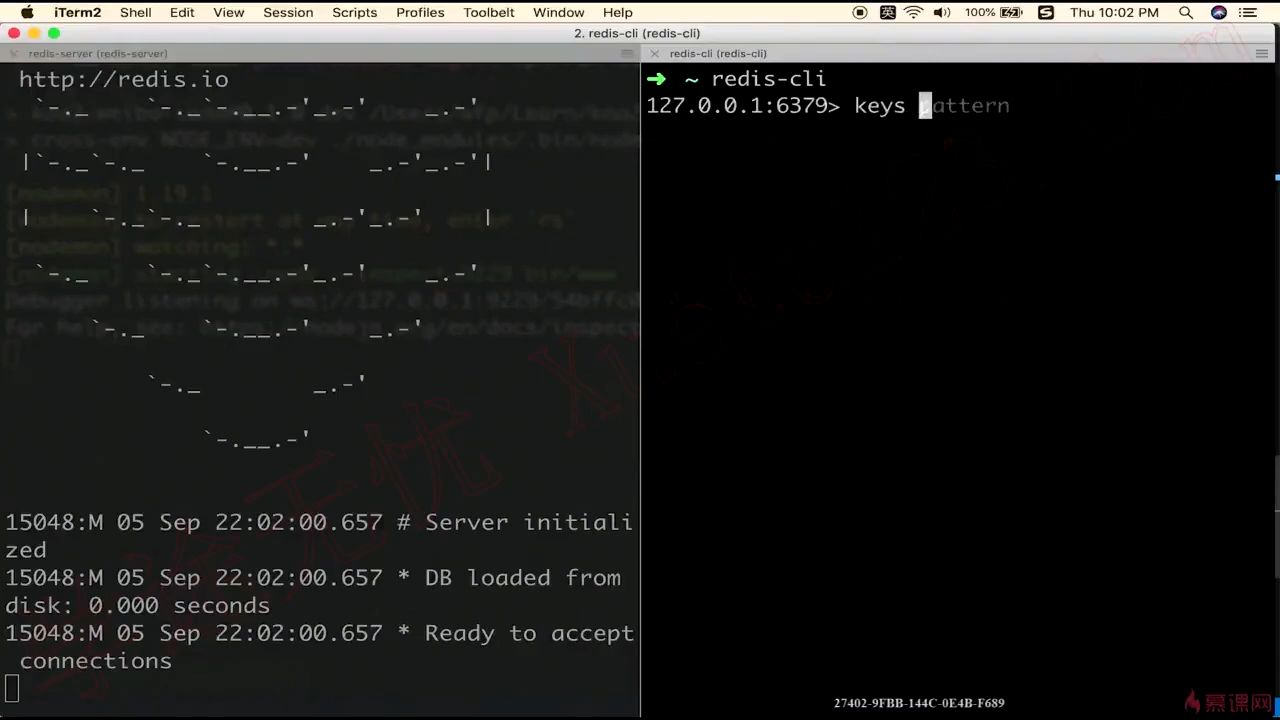 iTerm2 Shell Edit View Session Scripts Profiles Toolbelt Window Help 英 100% Thu 10:02 PM
2. redis-cli (redis-cli)
redis-server (redis-server)
http://redis.io
[nodemon] 1.19.1
15048:M 05 Sep 22:02:00.657 # Server initiali
zed
15048:M 05 Sep 22:02:00.657 * DB loaded from
disk: 0.000 seconds
15048:M 05 Sep 22:02:00.657 * Ready to accept
connections
redis-cli (redis-cli)
➜ ~ redis-cli
127.0.0.1:6379> keys pattern
27402-9FBB-144C-0E4B-F689
慕课网